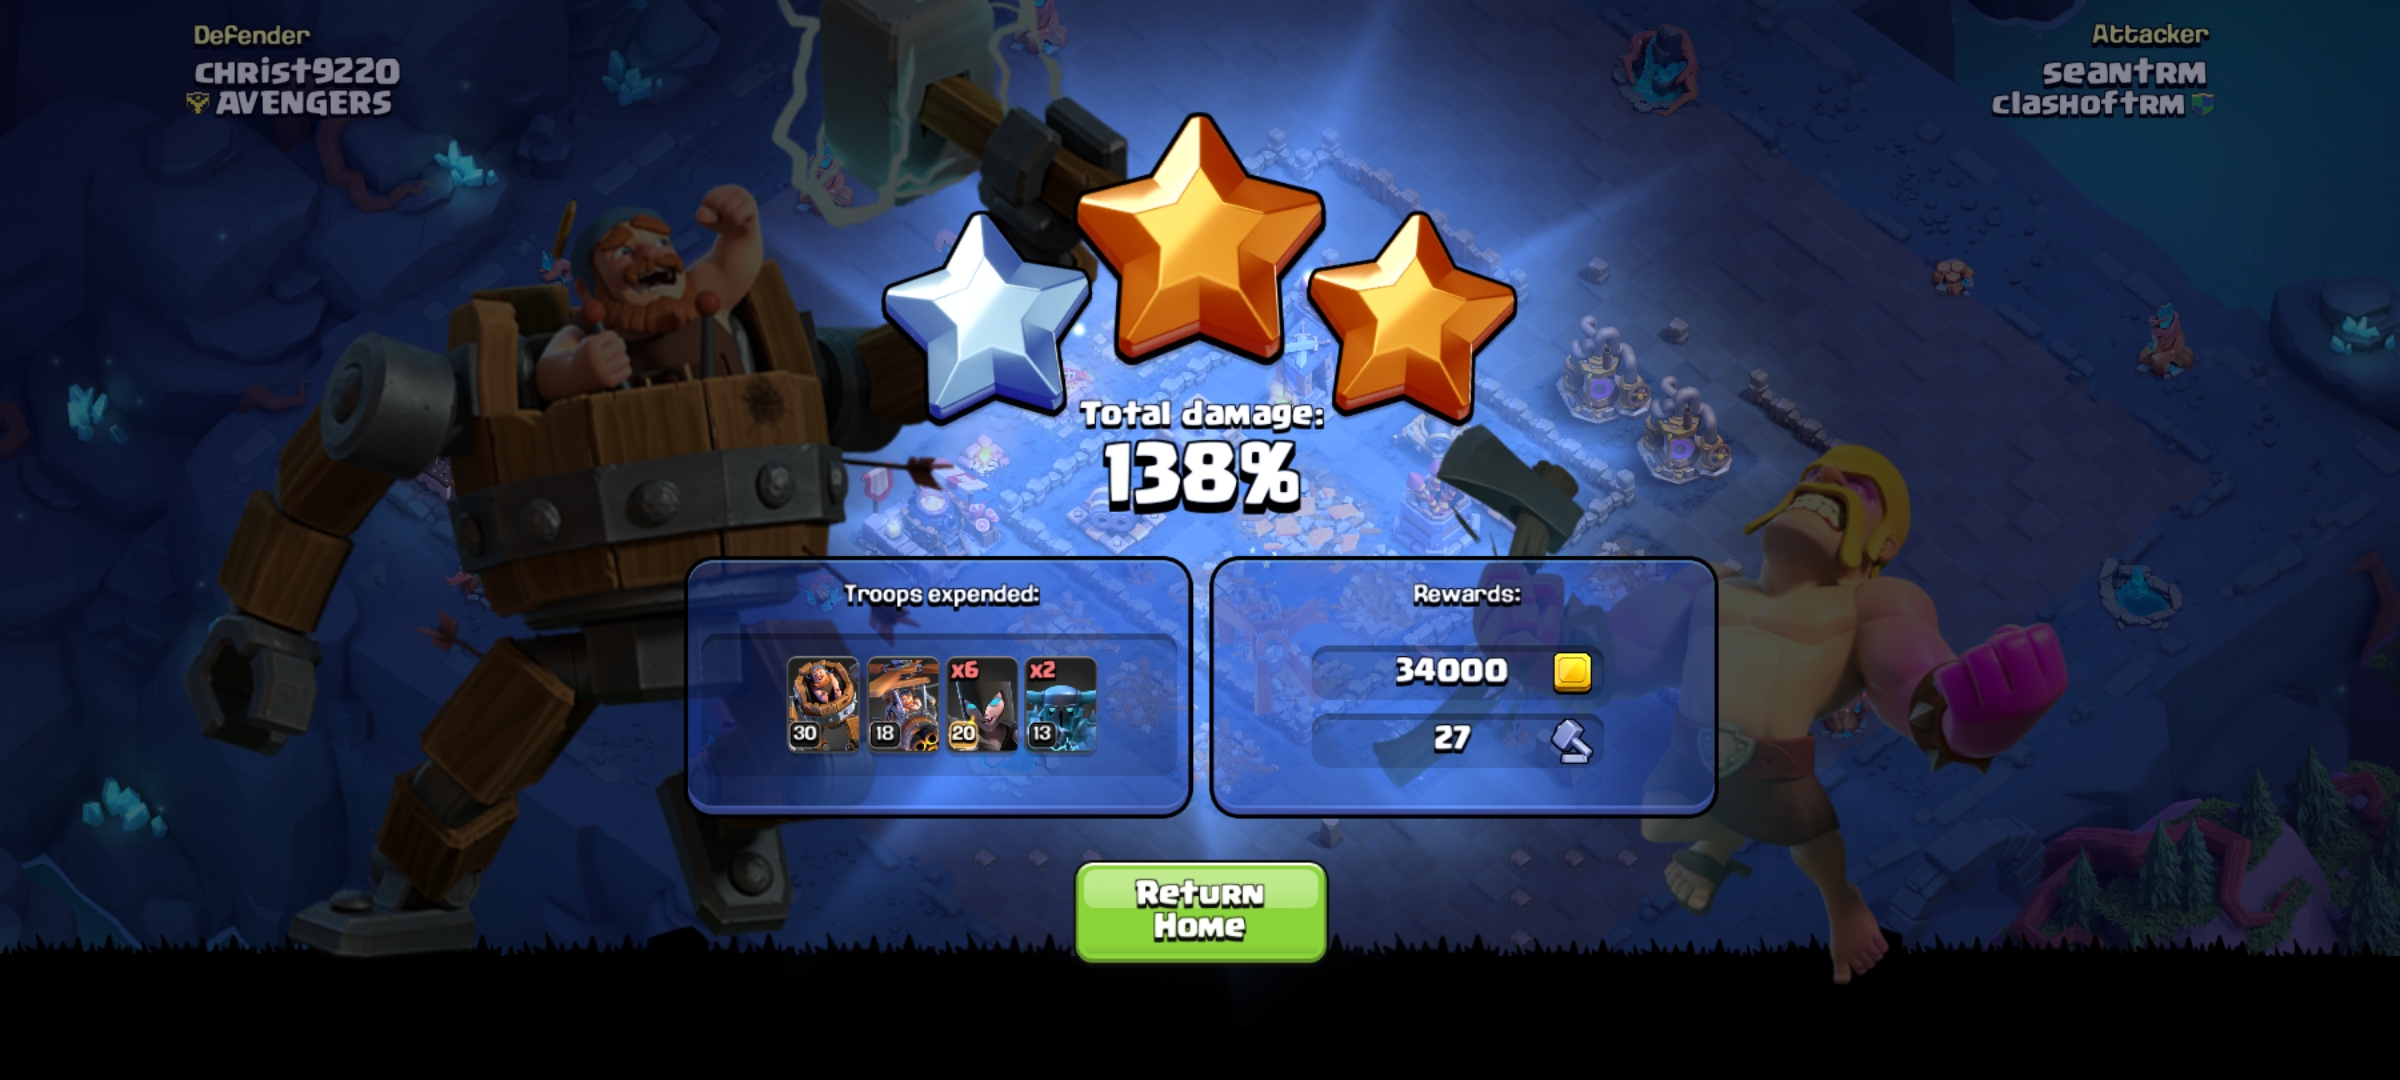 Defender
christ9220
AVENGERS
Attacker
seantrm
clashoftrm
Total damage:
138%
Troops expended:
30
18
x6
20
x2
13
Rewards:
34000
27
Return
Home